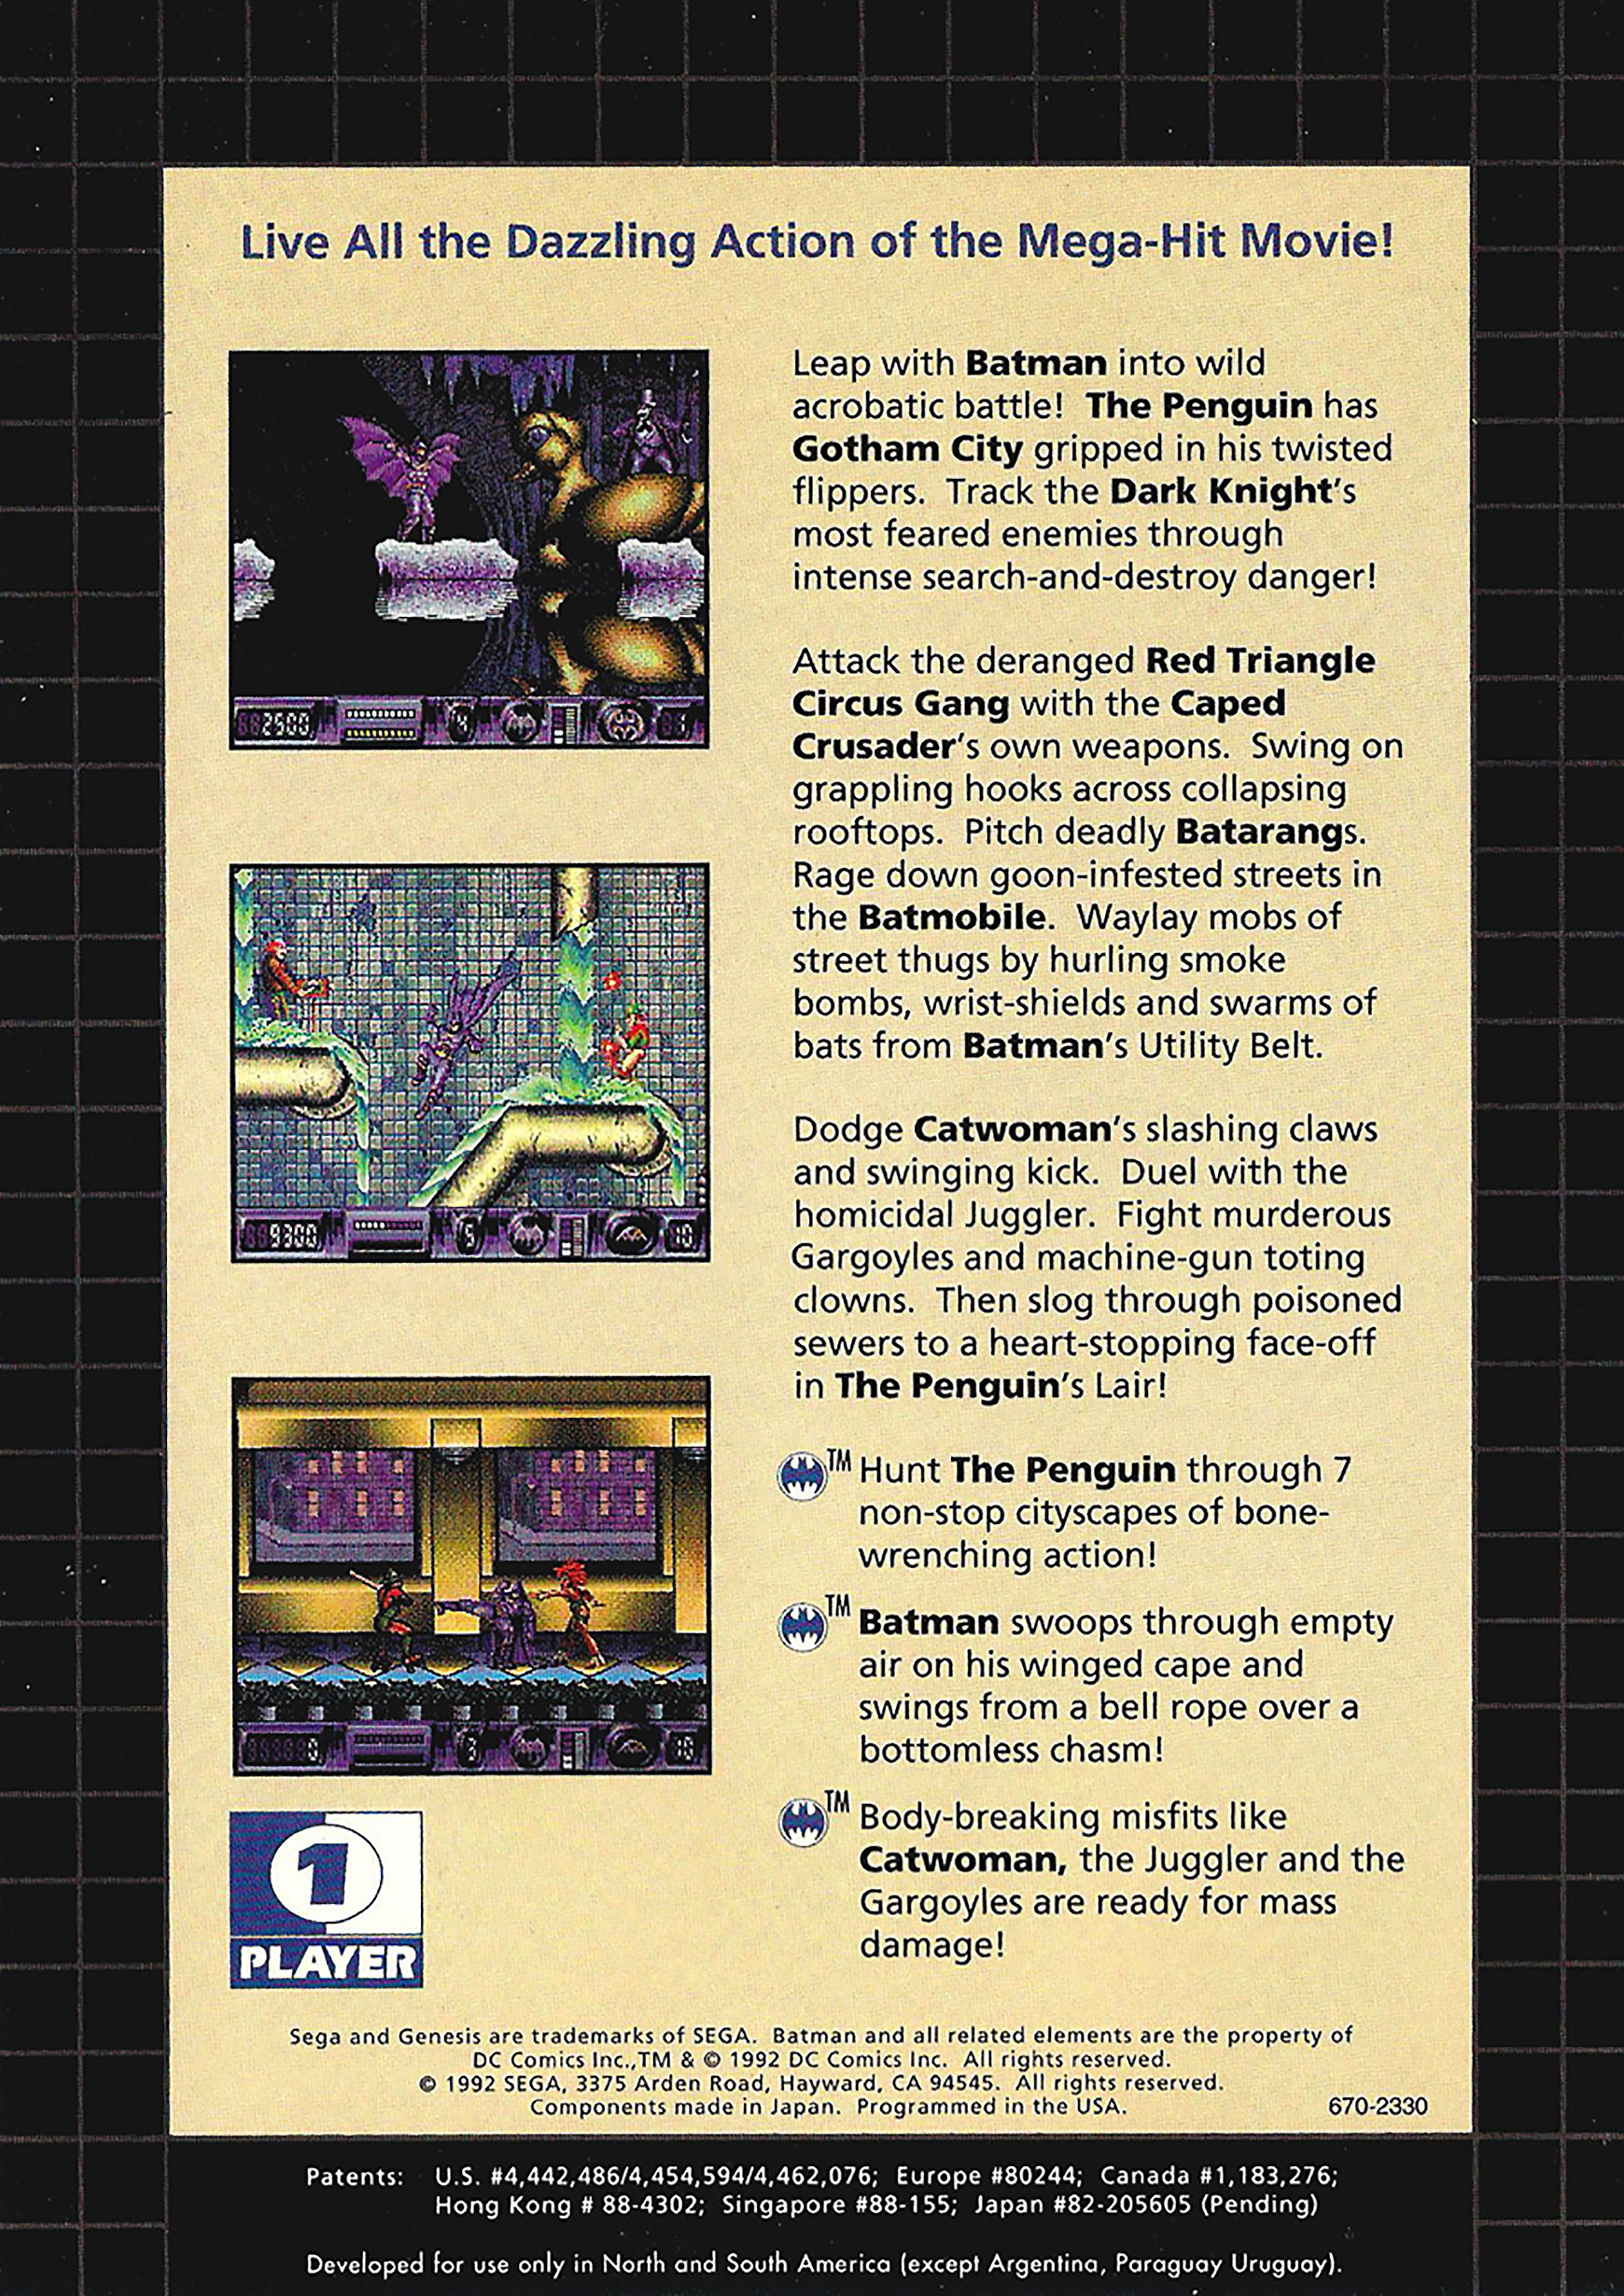 Live All the Dazzling Action of the Mega-Hit Movie!
Leap with Batman into wild
acrobatic battle! The Penguin has
Gotham City gripped in his twisted
flippers. Track the Dark Knight's
most feared enemies through
intense search-and-destroy danger!
Attack the deranged Red Triangle
Circus Gang with the Caped
Crusader's own weapons. Swing on
grappling hooks across collapsing
rooftops. Pitch deadly Batarangs.
Rage down goon-infested streets in
the Batmobile. Waylay mobs of
street thugs by hurling smoke
bombs, wrist-shields and swarms of
bats from Batman's Utility Belt.
Dodge Catwoman's slashing claws
and swinging kick. Duel with the
homicidal Juggler. Fight murderous
Gargoyles and machine-gun toting
clowns. Then slog through poisoned
sewers to a heart-stopping face-off
in The Penguin's Lair!
TM Hunt The Penguin through 7
non-stop cityscapes of bone-
wrenching action!
TM Batman swoops through empty
air on his winged cape and
swings from a bell rope over a
bottomless chasm!
TM Body-breaking misfits like
Catwoman, the Juggler and the
Gargoyles are ready for mass
damage!
2500
9300
1
PLAYER
Sega and Genesis are trademarks of SEGA. Batman and all related elements are the property of
DC Comics Inc.,TM & © 1992 DC Comics Inc. All rights reserved.
© 1992 SEGA, 3375 Arden Road, Hayward, CA 94545. All rights reserved.
Components made in Japan. Programmed in the USA.
670-2330
Patents: U.S. #4,442,486/4,454,594/4,462,076; Europe #80244; Canada #1,183,276;
Hong Kong # 88-4302; Singapore #88-155; Japan #82-205605 (Pending)
Developed for use only in North and South America (except Argentina, Paraguay Uruguay).